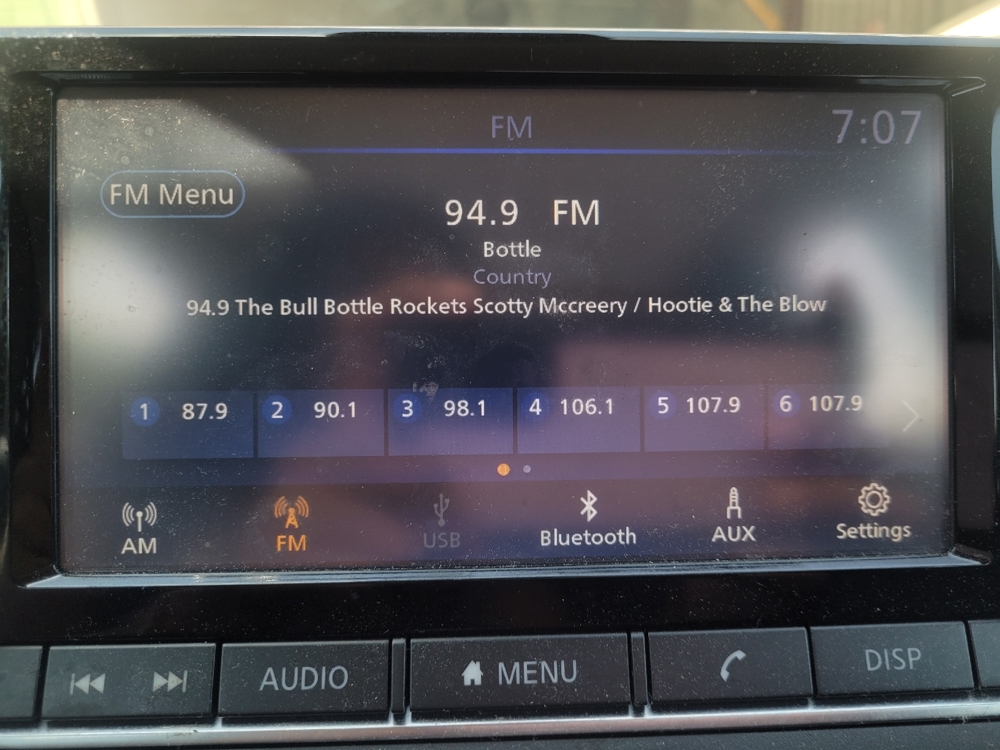 FM
7:07
FM Menu
94.9 FM
Bottle
Country
94.9 The Bull Bottle Rockets Scotty Mccreery / Hootie & The Blow
1 87.9 2 90.1 3 98.1 4 106.1 5 107.9 6 107.9
AM FM USB Bluetooth AUX Settings
AUDIO MENU DISP